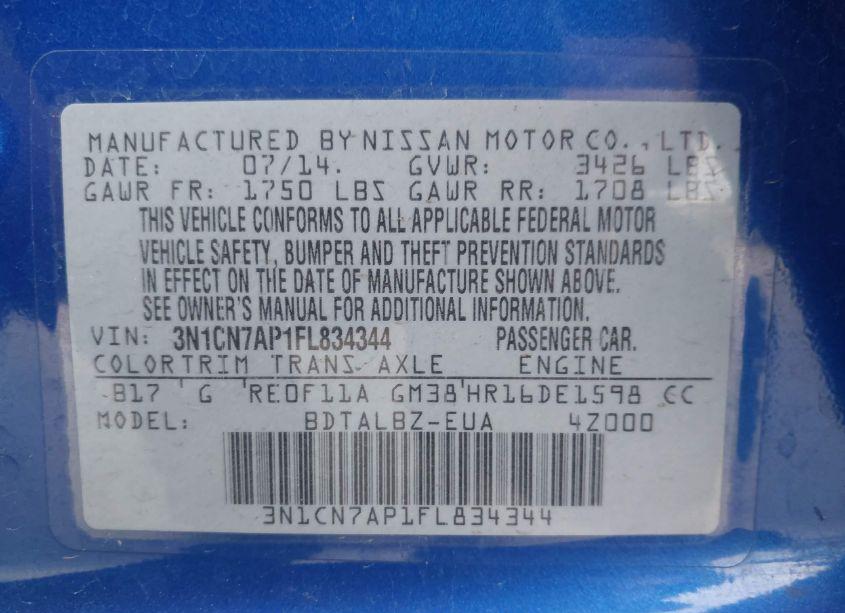 MANUFACTURED BY NISSAN MOTOR CO., LTD.
DATE: 07/14. GVWR: 3426 LBS
GAWR FR: 1750 LBS GAWR RR: 1708 LBS
THIS VEHICLE CONFORMS TO ALL APPLICABLE FEDERAL MOTOR
VEHICLE SAFETY, BUMPER AND THEFT PREVENTION STANDARDS
IN EFFECT ON THE DATE OF MANUFACTURE SHOWN ABOVE.
SEE OWNER'S MANUAL FOR ADDITIONAL INFORMATION.
VIN: 3N1CN7AP1FL834344 PASSENGER CAR.
COLORTRIM TRANS AXLE ENGINE
B17 ' G 'RE0F11A GM38'HR16DE1598 CC
MODEL: BDTALBZ-EUA 4Z000
3N1CN7AP1FL834344